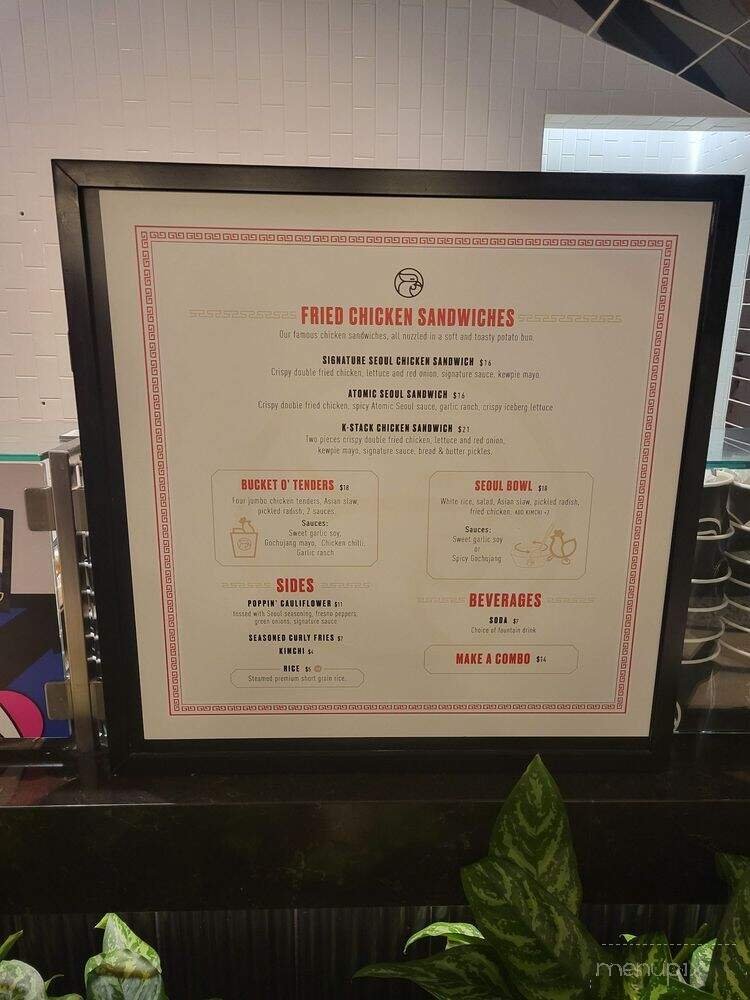 FRIED CHICKEN SANDWICHES
Our famous chicken sandwiches, all nuzzled in a soft and toasty potato bun.
SIGNATURE SEOUL CHICKEN SANDWICH $16
Crispy double fried chicken, lettuce and red onion, signature sauce, kewpie mayo.
ATOMIC SEOUL SANDWICH $16
Crispy double fried chicken, spicy Atomic Seoul sauce, garlic ranch, crispy iceberg lettuce
K-STACK CHICKEN SANDWICH $21
Two pieces crispy double fried chicken, lettuce and red onion,
kewpie mayo, signature sauce, bread & butter pickles.
BUCKET O' TENDERS $18
Four jumbo chicken tenders, Asian slaw,
pickled radish, 2 sauces.
Sauces:
Sweet garlic soy,
Gochujang mayo, Chicken chili,
Garlic ranch
SEOUL BOWL $18
White rice, salad, Asian slaw, pickled radish,
fried chicken. ADD KIMCHI +2
Sauces:
Sweet garlic soy
or
Spicy Gochujang
SIDES
POPPIN' CAULIFLOWER $11
tossed with Seoul seasoning, fresno peppers,
green onions, signature sauce
SEASONED CURLY FRIES $7
KIMCHI $4
RICE $5
Steamed premium short grain rice.
BEVERAGES
SODA $7
Choice of fountain drink
MAKE A COMBO $14
menupix